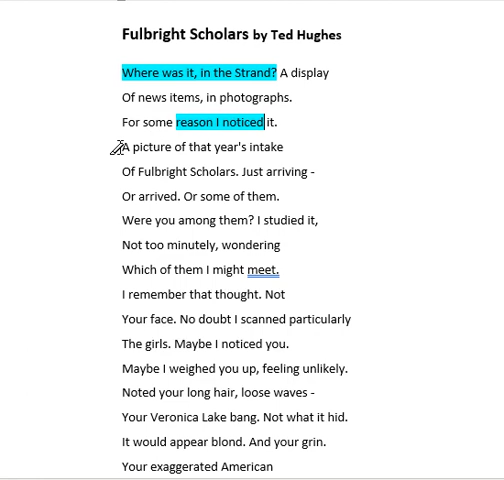 Fulbright Scholars by Ted Hughes
Where was it, in the Strand? A display
Of news items, in photographs.
For some reason I noticed it.
A picture of that year's intake
Of Fulbright Scholars. Just arriving -
Or arrived. Or some of them.
Were you among them? I studied it,
Not too minutely, wondering
Which of them I might meet.
I remember that thought. Not
Your face. No doubt I scanned particularly
The girls. Maybe I noticed you.
Maybe I weighed you up, feeling unlikely.
Noted your long hair, loose waves -
Your Veronica Lake bang. Not what it hid.
It would appear blond. And your grin.
Your exaggerated American